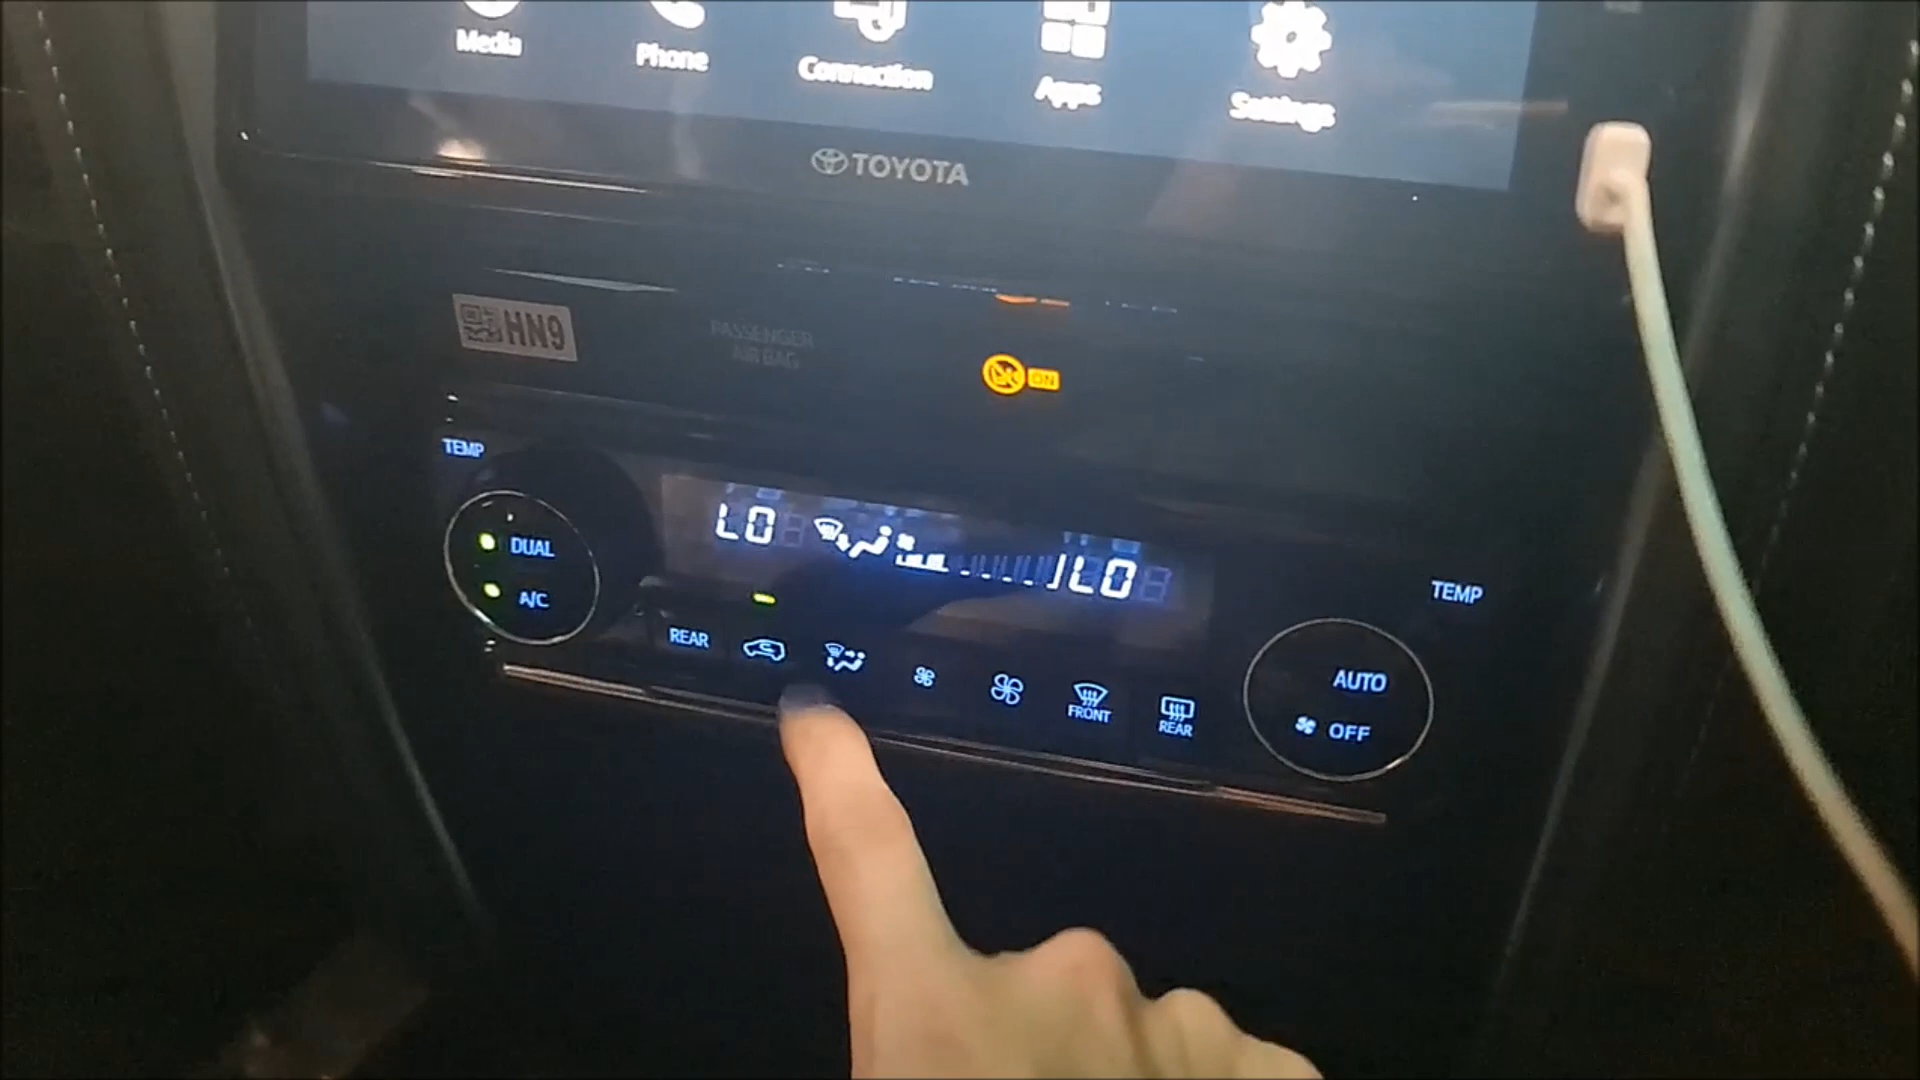 Media
Phone
Connection
Apps
Settings
TOYOTA
HN9
PASSENGER
AIR BAG
ON
TEMP
DUAL
A/C
LO
LO
TEMP
REAR
FRONT
REAR
AUTO
OFF